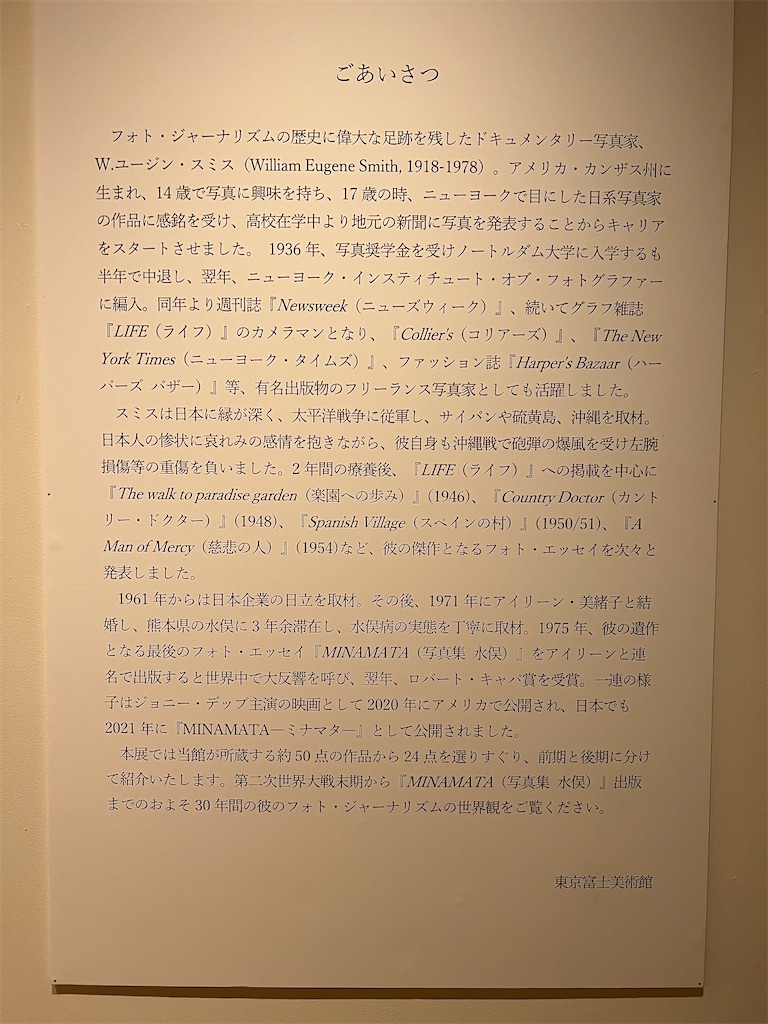 ごあいさつ
フォト・ジャーナリズムの歴史に偉大な足跡を残したドキュメンタリー写真家、
W.ユージン・スミス（William Eugene Smith, 1918-1978）。アメリカ・カンザス州に
生まれ、14 歳で写真に興味を持ち、17 歳の時、ニューヨークで目にした日系写真家
の作品に感銘を受け、高校在学中より地元の新聞に写真を発表することからキャリア
をスタートさせました。 1936 年、写真奨学金を受けノートルダム大学に入学するも
半年で中退し、翌年、ニューヨーク・インスティチュート・オブ・フォトグラファー
に編入。同年より週刊誌『Newsweek（ニューズウィーク）』、続いてグラフ雑誌
『LIFE（ライフ）』のカメラマンとなり、『Collier's（コリアーズ）』、『The New
York Times（ニューヨーク・タイムズ）』、ファッション誌『Harper's Bazaar（ハー
パーズ バザー）』等、有名出版物のフリーランス写真家としても活躍しました。
スミスは日本に縁が深く、太平洋戦争に従軍し、サイパンや硫黄島、沖縄を取材。
日本人の惨状に哀れみの感情を抱きながら、彼自身も沖縄戦で砲弾の爆風を受け左腕
損傷等の重傷を負いました。2 年間の療養後、『LIFE（ライフ）』への掲載を中心に
『The walk to paradise garden（楽園への歩み）』(1946)、『Country Doctor（カント
リー・ドクター）』(1948)、『Spanish Village（スペインの村）』(1950/51)、『A
Man of Mercy（慈悲の人）』(1954)など、彼の傑作となるフォト・エッセイを次々と
発表しました。
1961 年からは日本企業の日立を取材。その後、1971 年にアイリーン・美緒子と結
婚し、熊本県の水俣に 3 年余滞在し、水俣病の実態を丁寧に取材。1975 年、彼の遺作
となる最後のフォト・エッセイ『MINAMATA（写真集 水俣）』をアイリーンと連
名で出版すると世界中で大反響を呼び、翌年、ロバート・キャパ賞を受賞。一連の様
子はジョニー・デップ主演の映画として 2020 年にアメリカで公開され、日本でも
2021 年に『MINAMATA―ミナマタ―』として公開されました。
本展では当館が所蔵する約 50 点の作品から 24 点を選りすぐり、前期と後期に分け
て紹介いたします。第二次世界大戦末期から『MINAMATA（写真集 水俣）』出版
までのおよそ 30 年間の彼のフォト・ジャーナリズムの世界観をご覧ください。
東京富士美術館